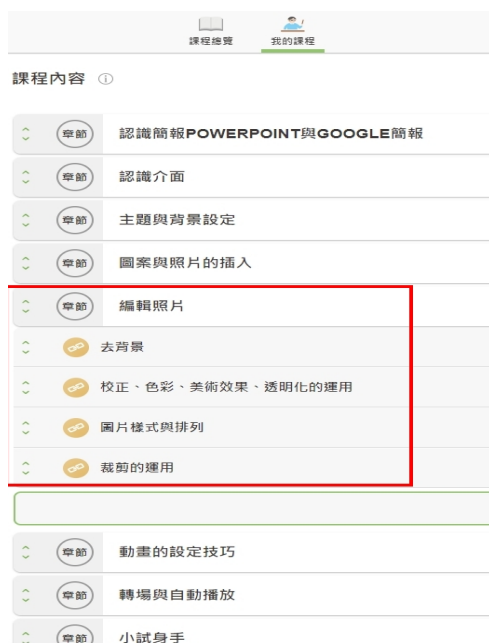 課程總覽
我的課程
課程內容
章節 認識簡報POWERPOINT與GOOGLE簡報
章節 認識介面
章節 主題與背景設定
章節 圖案與照片的插入
章節 編輯照片
去背景
校正、色彩、美術效果、透明化的運用
圖片樣式與排列
裁剪的運用
章節 動畫的設定技巧
章節 轉場與自動播放
章節 小試身手